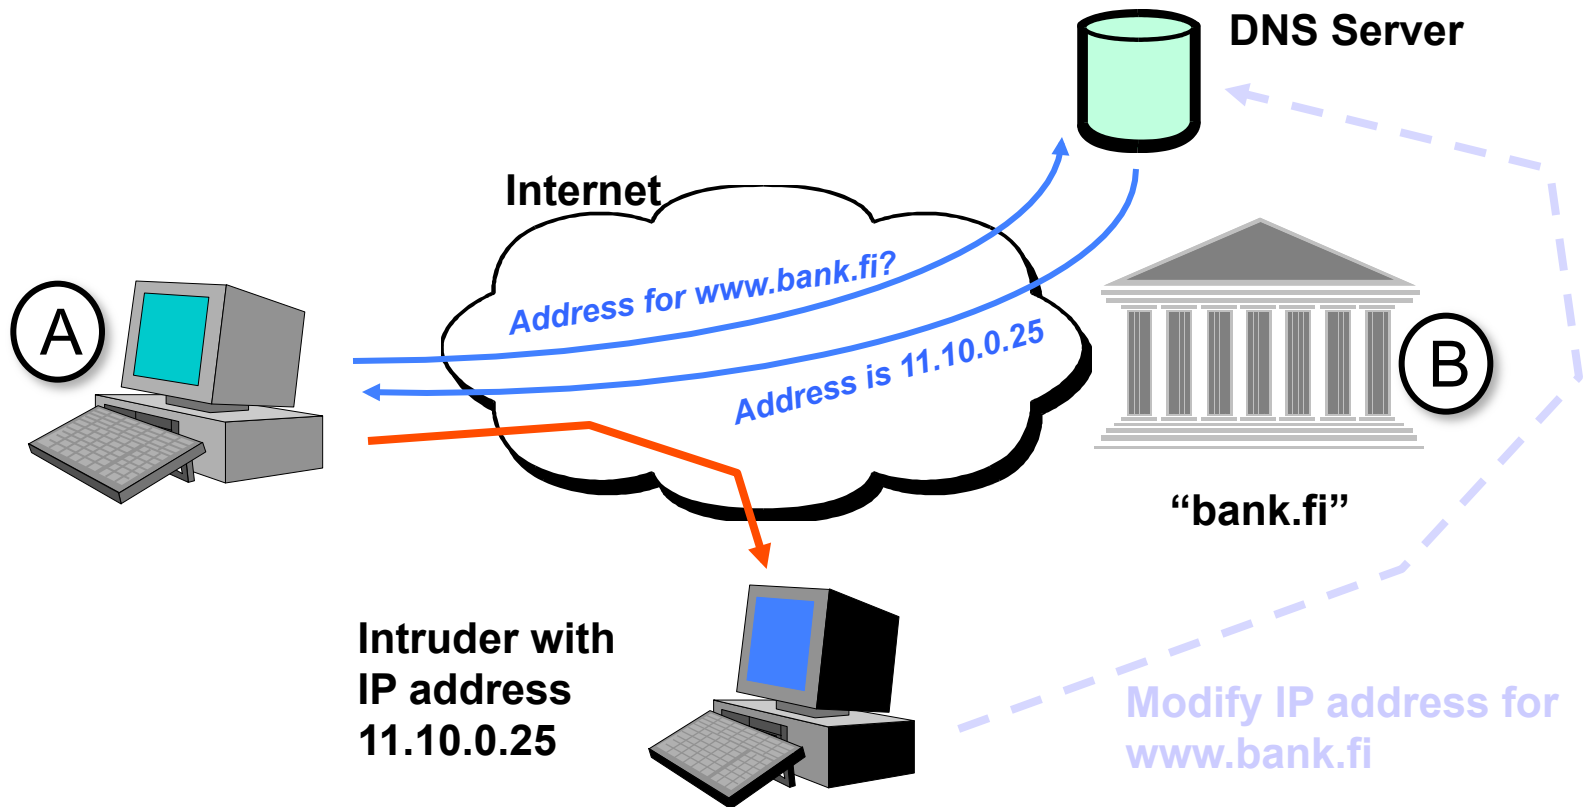 DNS Server
Internet
Address for www.bank.fi?
A
Address is 11.10.0.25
B
“bank.fi”
Intruder with
IP address
11.10.0.25
Modify IP address for
www.bank.fi